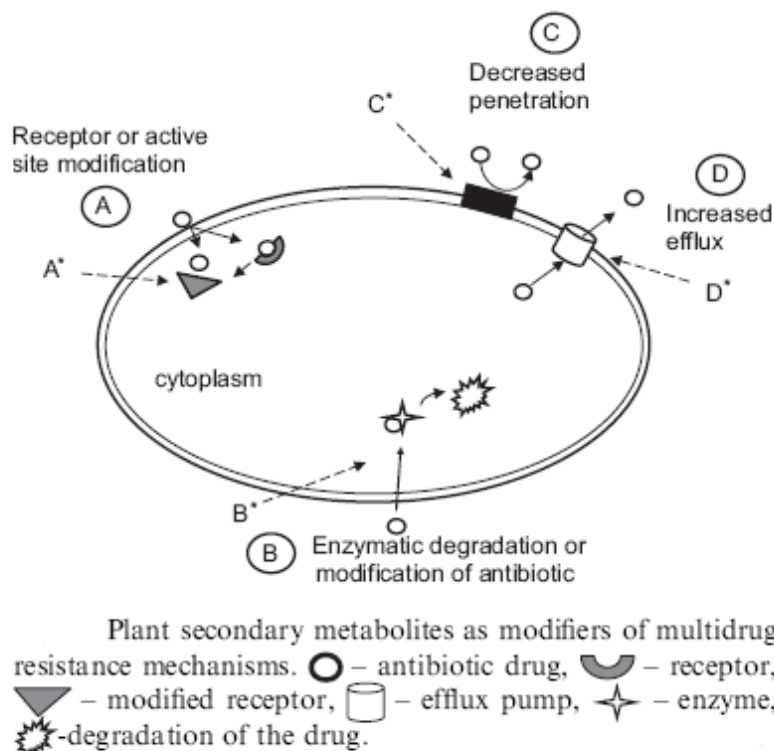 C
Decreased
penetration
C*
Receptor or active
site modification
A
D
Increased
efflux
A*
D*
cytoplasm
B*
B
Enzymatic degradation or
modification of antibiotic
Plant secondary metabolites as modifiers of multidrug
resistance mechanisms. – antibiotic drug, – receptor,
– modified receptor, – efflux pump, – enzyme,
-degradation of the drug.